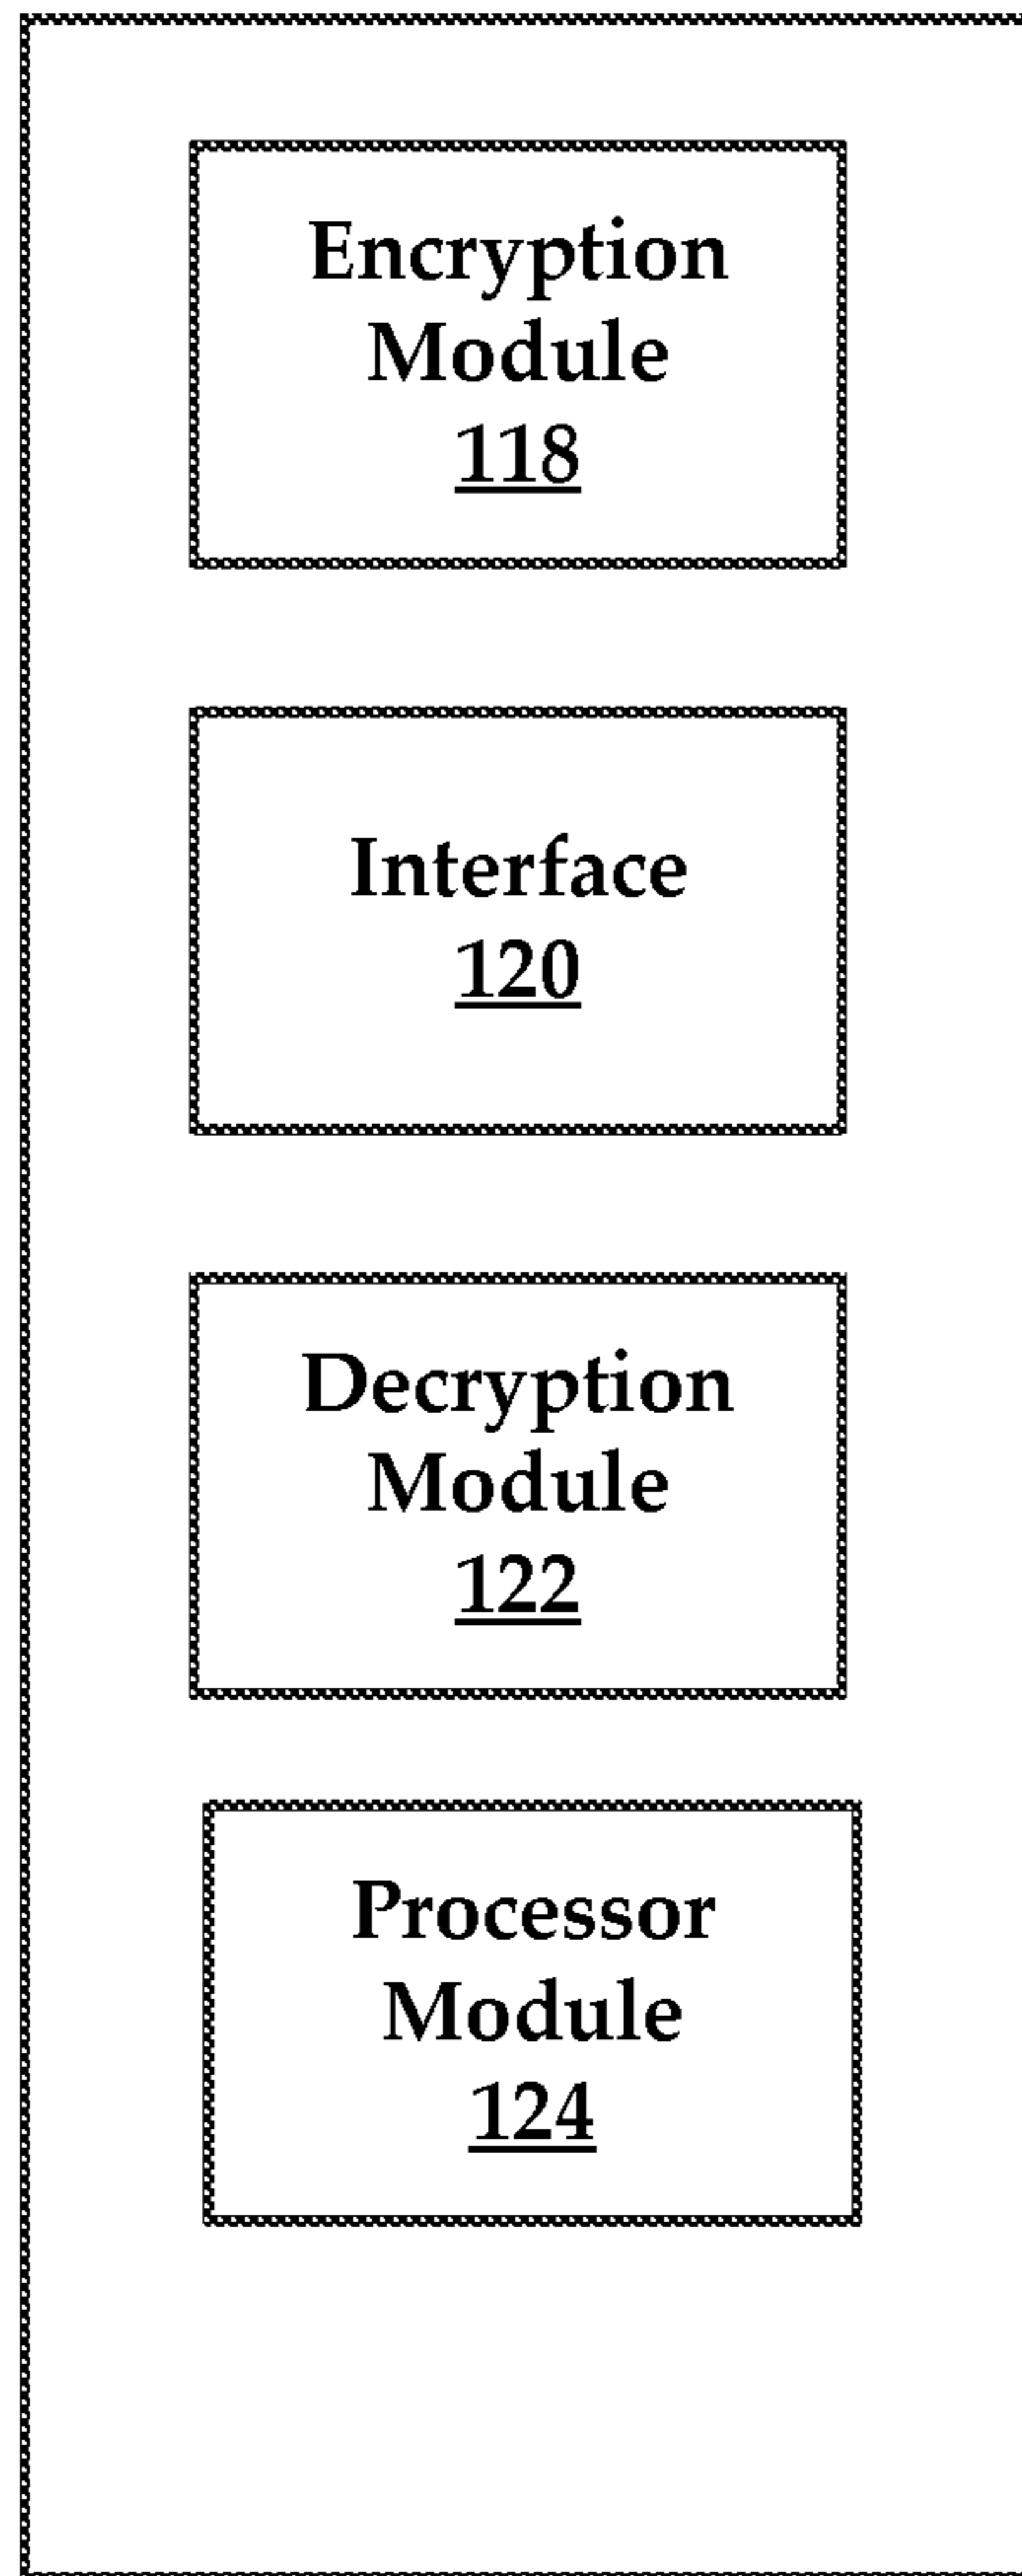 Encryption
Module
118
Interface
120
Decryption
Module
122
Processor
Module
124